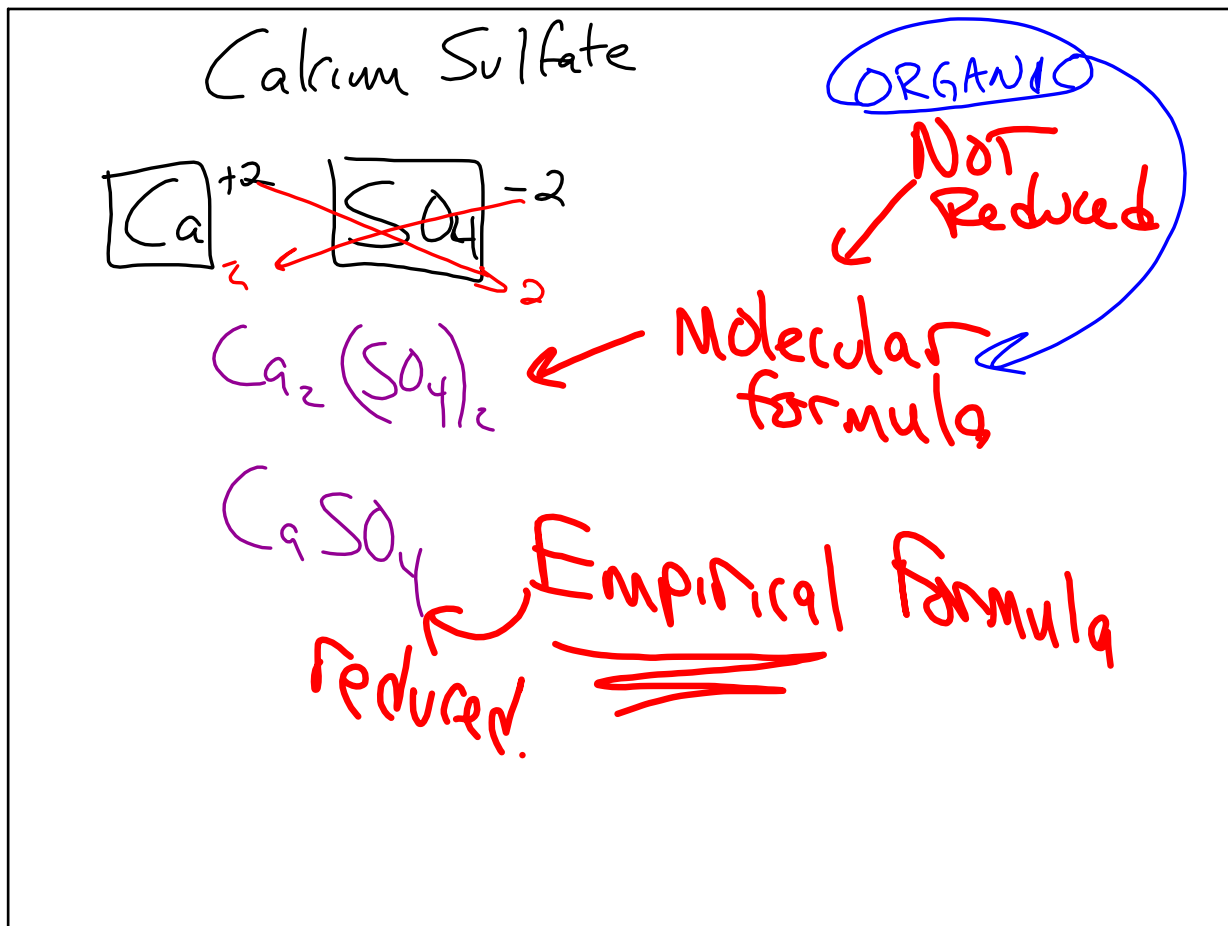 Calcium Sulfate
ORGANIC
NOT
Reduced
Ca +2 SO4 -2
2 2
Ca2(SO4)2
Molecular
formula
CaSO4
Empirical Formula
reduced.